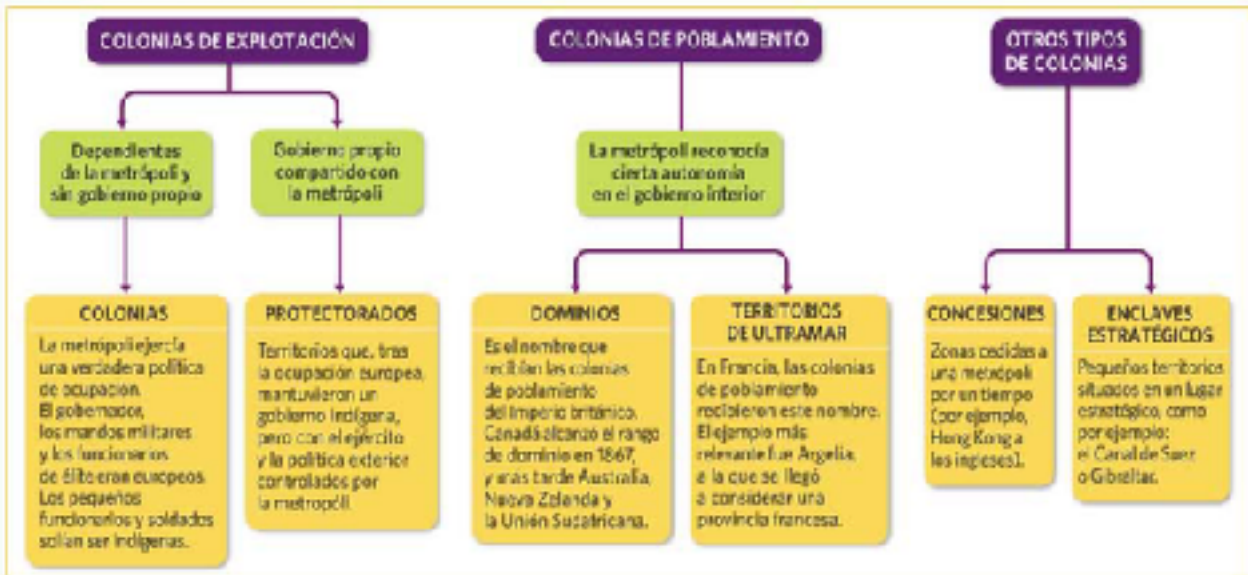 COLONIAS DE EXPLOTACIÓN
Dependientes
de la metrópoli y
sin gobierno propio
Gobierno propio
compartido con
la metrópoli
COLONIAS
La metrópoli ejercía
una verdadera política
de ocupación.
El gobernador,
los mandos militares
y los funcionarios
de élite eran europeos.
Los pequeños
funcionarios y soldados
solían ser indígenas.
PROTECTORADOS
Territorios que, tras
la ocupación europea,
mantuvieron un
gobierno indígena,
pero con el ejército
y la política exterior
controlados por
la metropóli.
COLONIAS DE POBLAMIENTO
La metrópoli reconocía
cierta autonomía
en el gobierno interior
DOMINIOS
Es el nombre que
recibían las colonias
de poblamiento
del Imperio británico.
Canadá alcanzó el rango
de dominio en 1867,
y más tarde Australia,
Nueva Zelanda y
la Unión Sudafricana.
TERRITORIOS
DE ULTRAMAR
En Francia, las colonias
de poblamiento
recibieron este nombre.
El ejemplo más
relevante fue Argelia,
a la que se llegó
a considerar una
provincia francesa.
OTROS TIPOS
DE COLONIAS
CONCESIONES
Zonas cedidas a
una metrópoli
por un tiempo
(por ejemplo,
Hong Kong a
los ingleses).
ENCLAVES
ESTRATÉGICOS
Pequeños territorios
situados en un lugar
estratégico, como
por ejemplo:
el Canal de Suez
o Gibraltar.